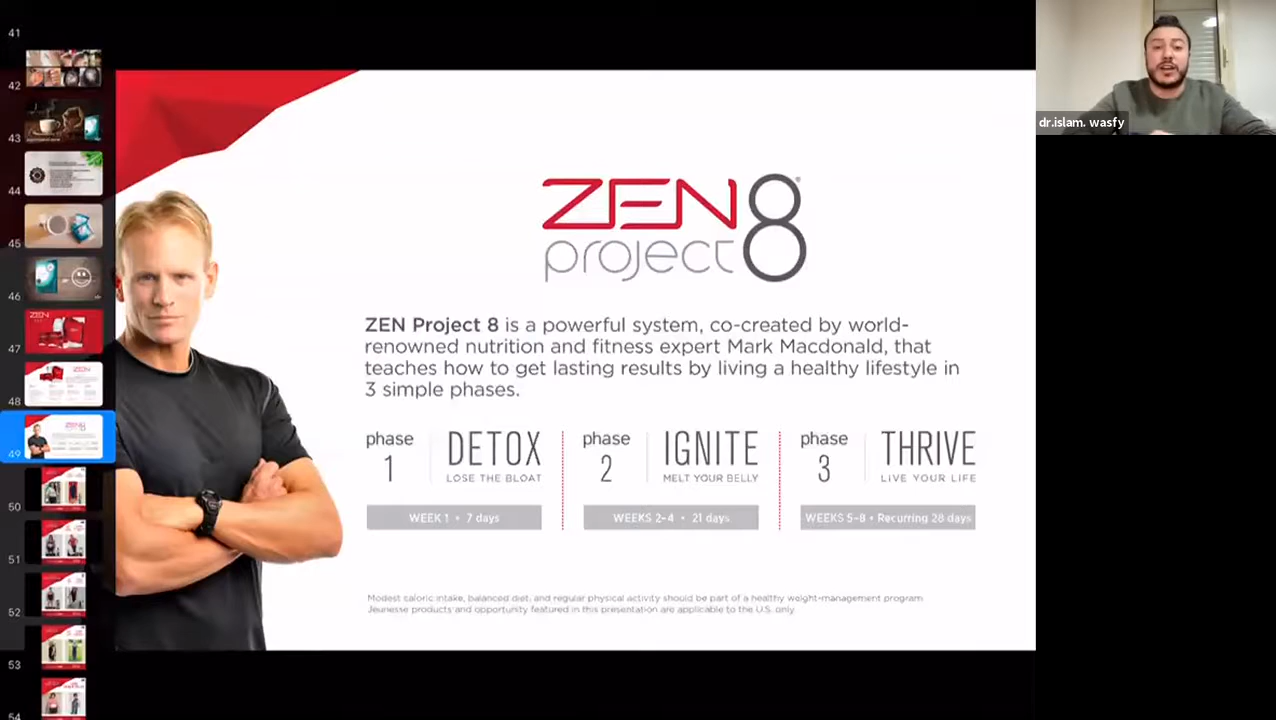 41
42
43
44
45
46
47
ZEN
48
49
50
51
52
53
54
dr.islam. wasfy
ZEN 8
project
ZEN Project 8 is a powerful system, co-created by world-
renowned nutrition and fitness expert Mark Macdonald, that
teaches how to get lasting results by living a healthy lifestyle in
3 simple phases.
phase 1 DETOX
LOSE THE BLOAT
WEEK 1 • 7 days
phase 2 IGNITE
MELT YOUR BELLY
WEEKS 2-4 • 21 days
phase 3 THRIVE
LIVE YOUR LIFE
WEEKS 5-8 • Recurring 28 days
Modest caloric intake, balanced diet, and regular physical activity should be part of a healthy weight-management program
Jeunesse products and opportunity featured in this presentation are applicable to the U.S. only